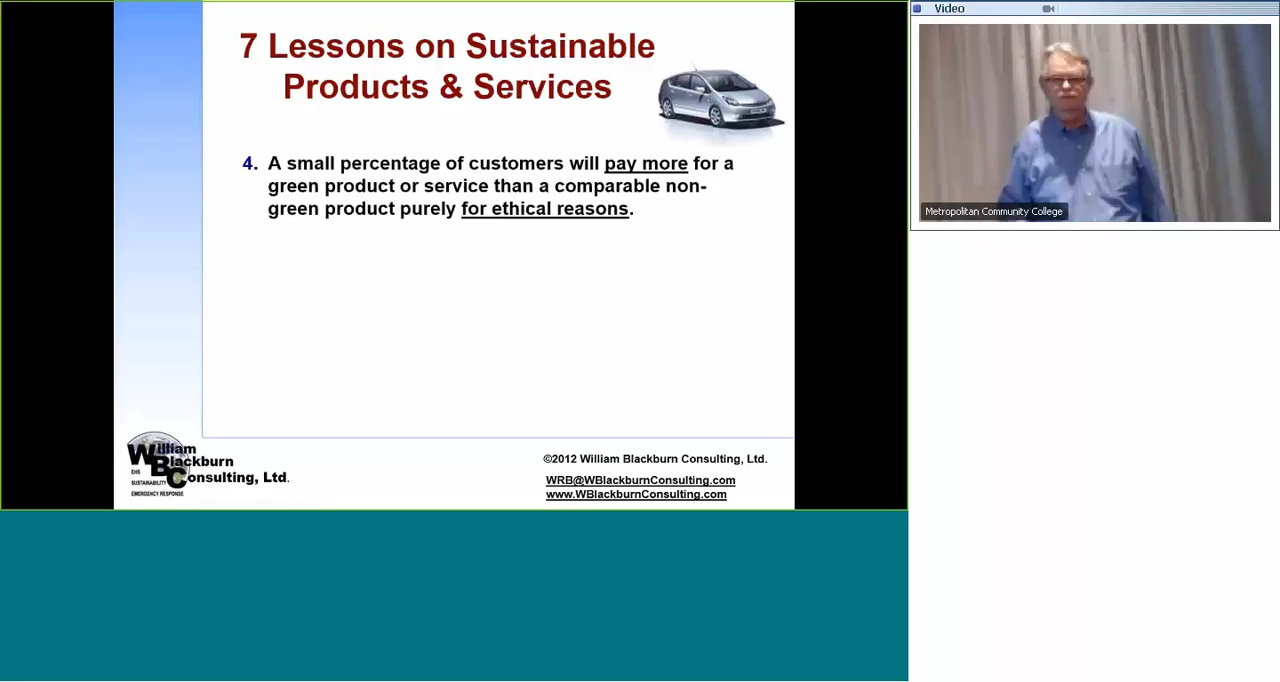 Video
7 Lessons on Sustainable
Products & Services
4. A small percentage of customers will pay more for a
green product or service than a comparable non-
green product purely for ethical reasons.
Metropolitan Community College
William
Blackburn
Consulting, Ltd.
EHS
SUSTAINABILITY
EMERGENCY RESPONSE
©2012 William Blackburn Consulting, Ltd.
WRB@WBlackburnConsulting.com
www.WBlackburnConsulting.com